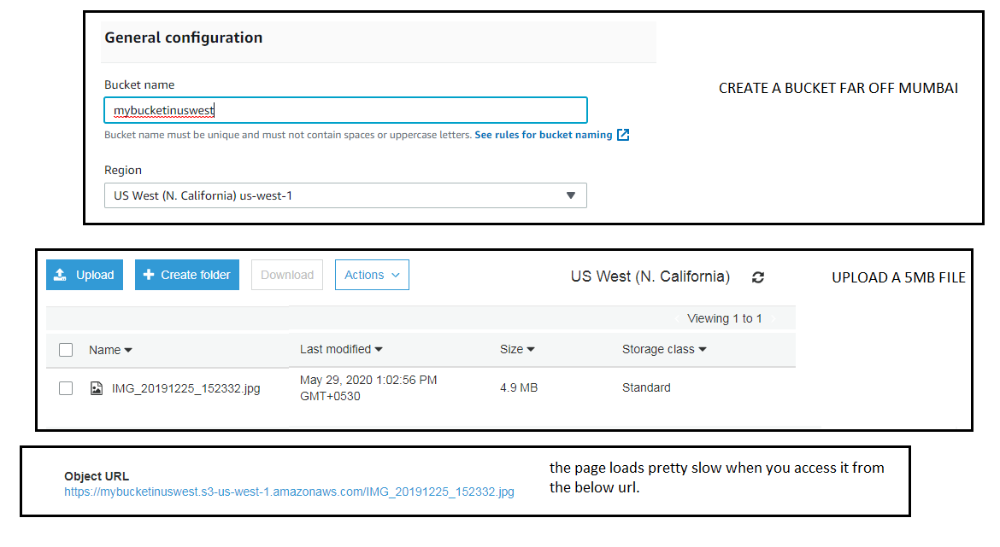 General configuration
Bucket name
CREATE A BUCKET FAR OFF MUMBAI
mybucketinuswest
Bucket name must be unique and must not contain spaces or uppercase letters. See rules for bucket naming
Region
US West (N. California) us-west-1
Upload
Create folder
Download
Actions
US West (N. California)
UPLOAD A 5MB FILE
Viewing 1 to 1
Name
Last modified
Size
Storage class
IMG_20191225_152332.jpg
May 29, 2020 1:02:56 PM
GMT+0530
4.9 MB
Standard
Object URL
https://mybucketinuswest.s3-us-west-1.amazonaws.com/IMG_20191225_152332.jpg
the page loads pretty slow when you access it from
the below url.